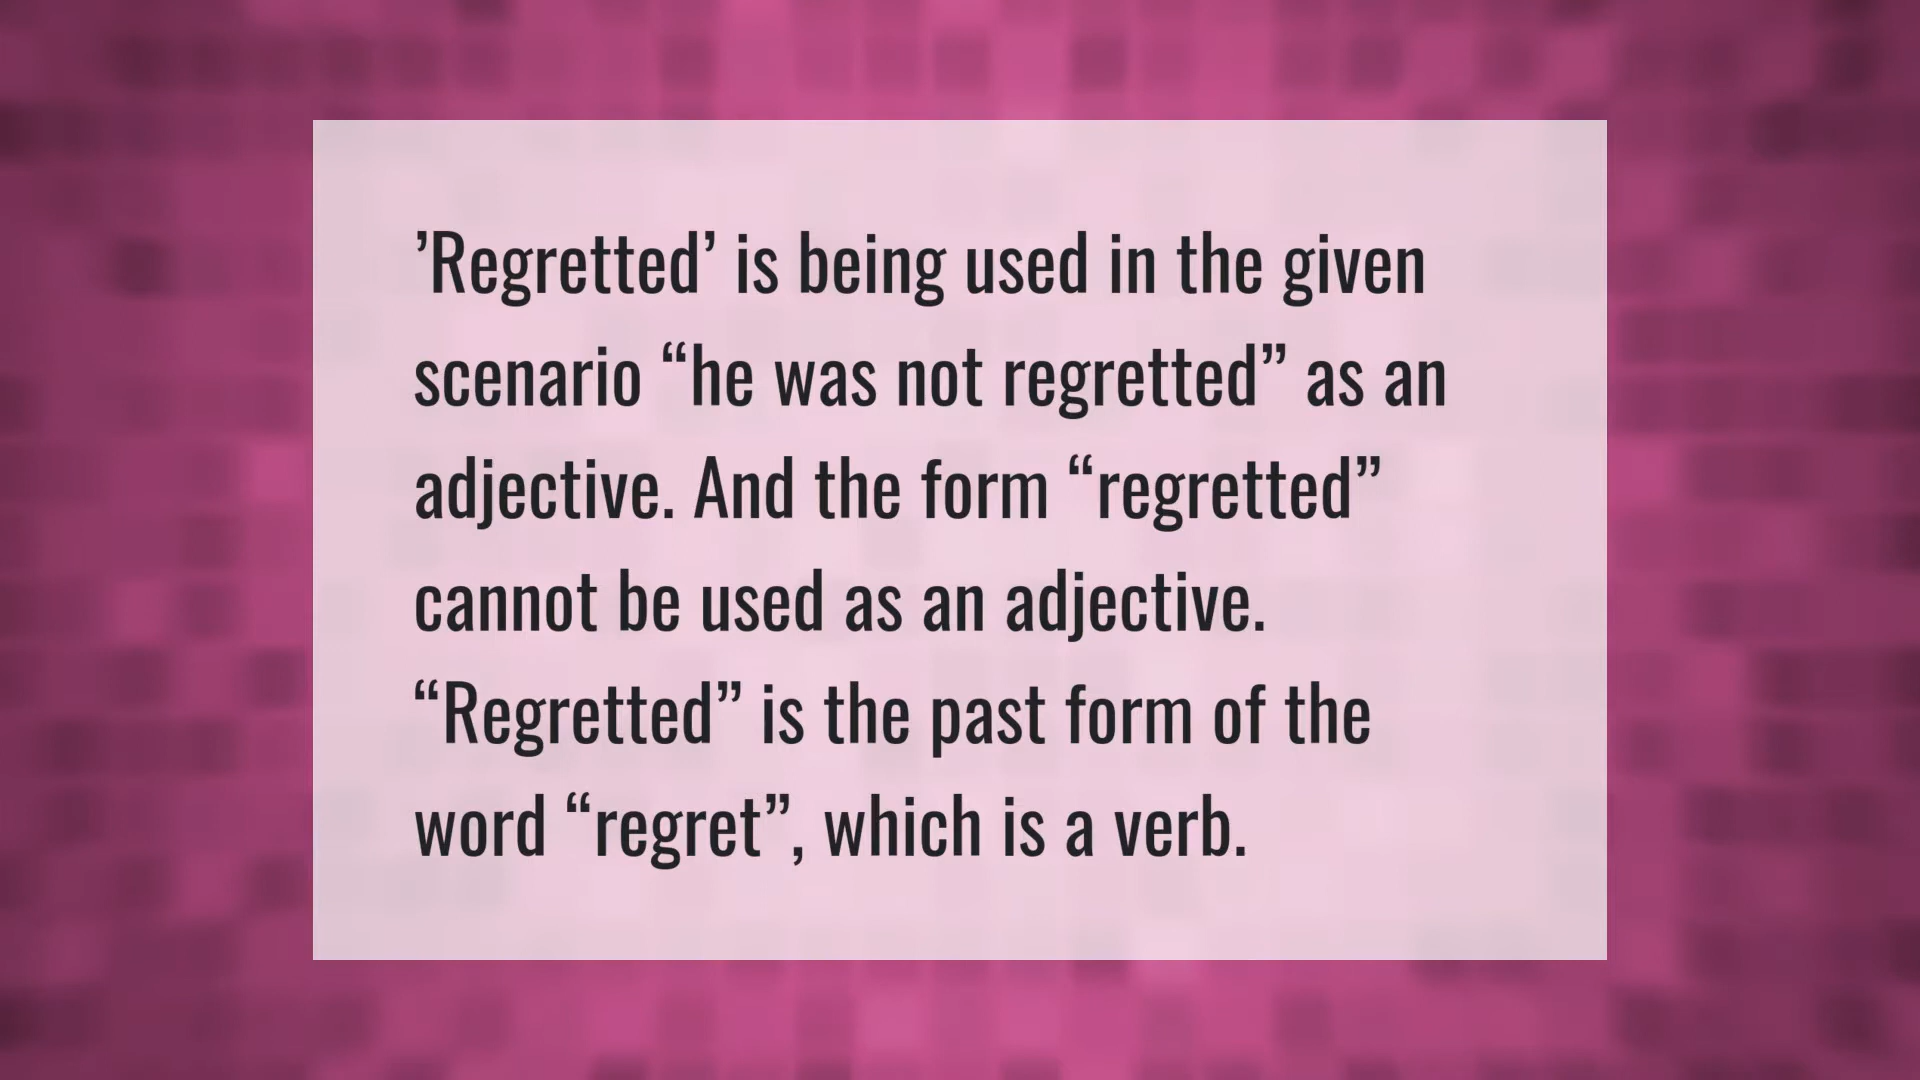 ’Regretted’ is being used in the given
scenario “he was not regretted” as an
adjective. And the form “regretted”
cannot be used as an adjective.
“Regretted” is the past form of the
word “regret”, which is a verb.